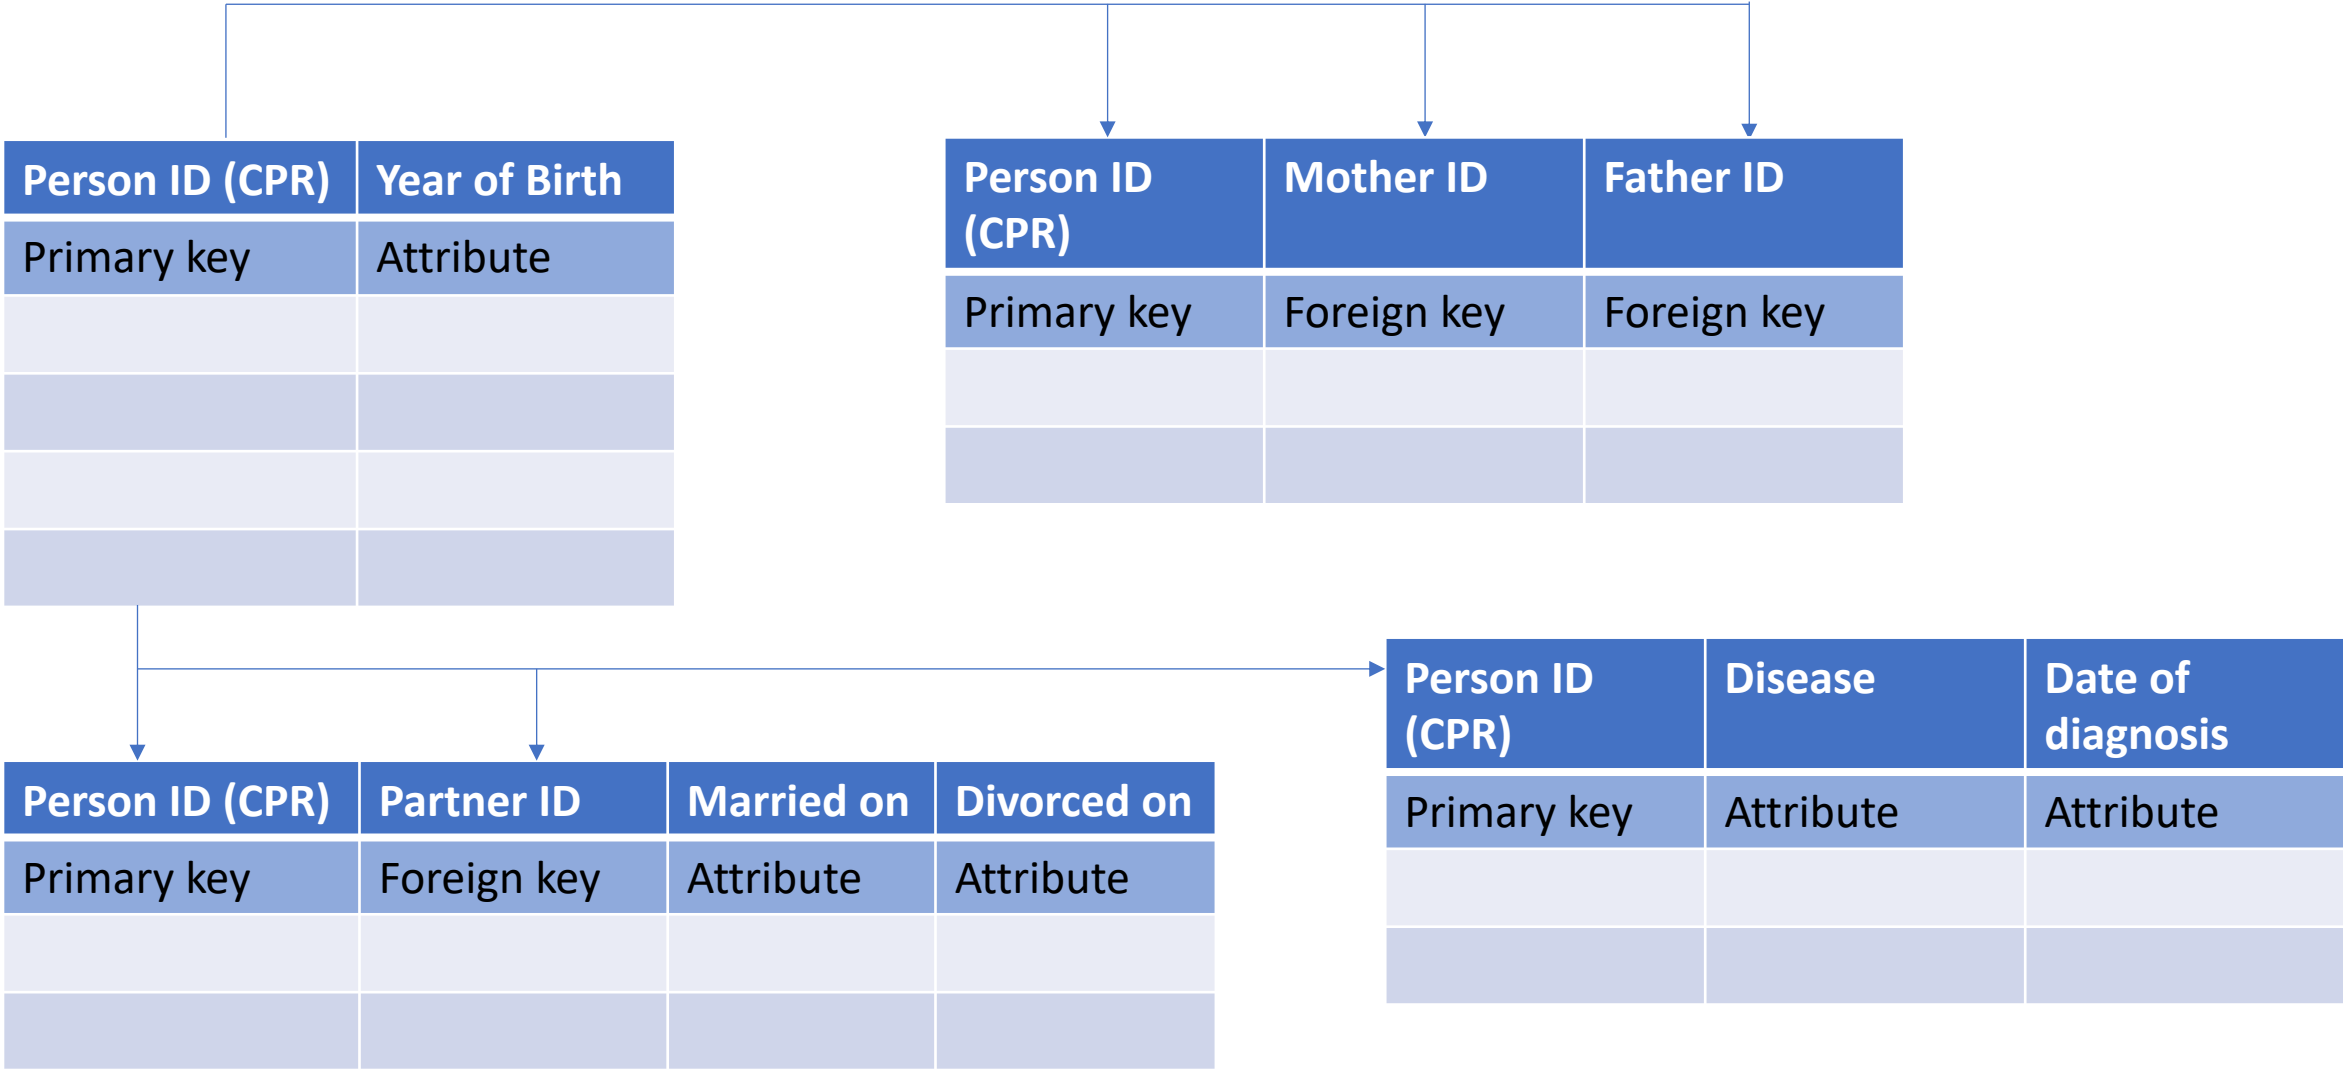 Person ID (CPR) Year of Birth
Primary key Attribute
Person ID (CPR) Mother ID Father ID
Primary key Foreign key Foreign key
Person ID (CPR) Partner ID Married on Divorced on
Primary key Foreign key Attribute Attribute
Person ID (CPR) Disease Date of diagnosis
Primary key Attribute Attribute